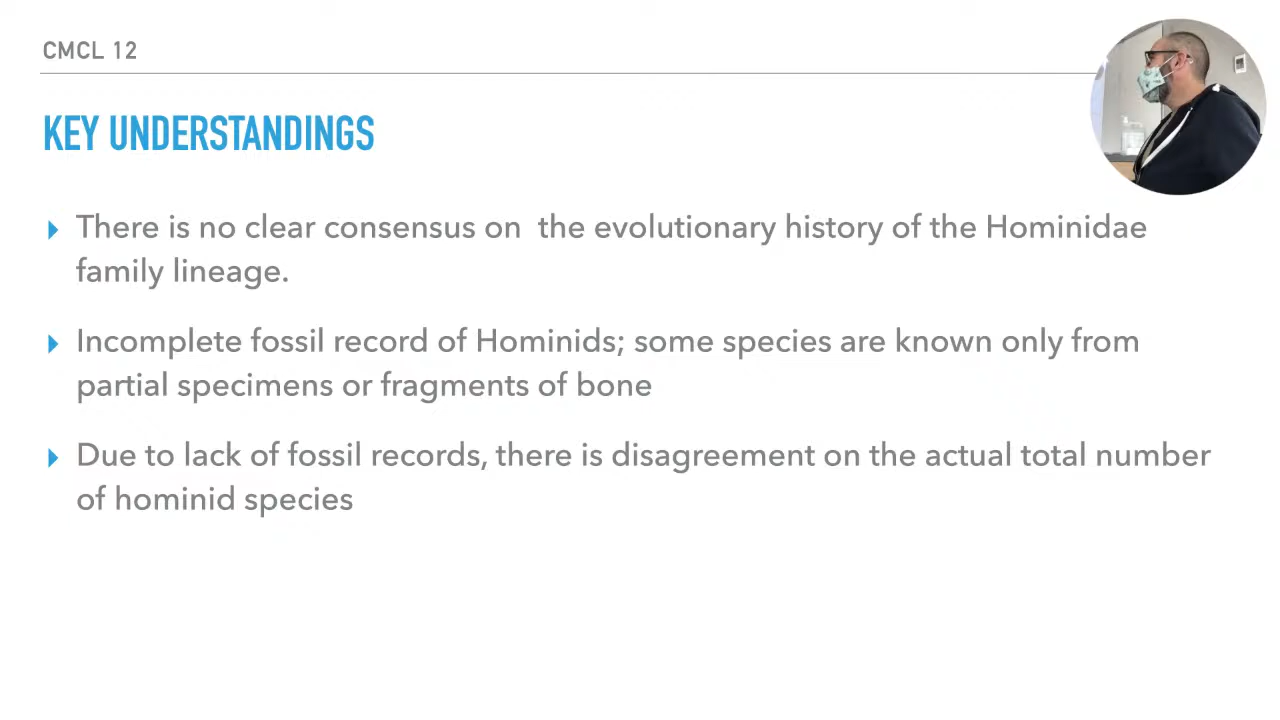 CMCL 12
KEY UNDERSTANDINGS
There is no clear consensus on the evolutionary history of the Hominidae
family lineage.
Incomplete fossil record of Hominids; some species are known only from
partial specimens or fragments of bone
Due to lack of fossil records, there is disagreement on the actual total number
of hominid species